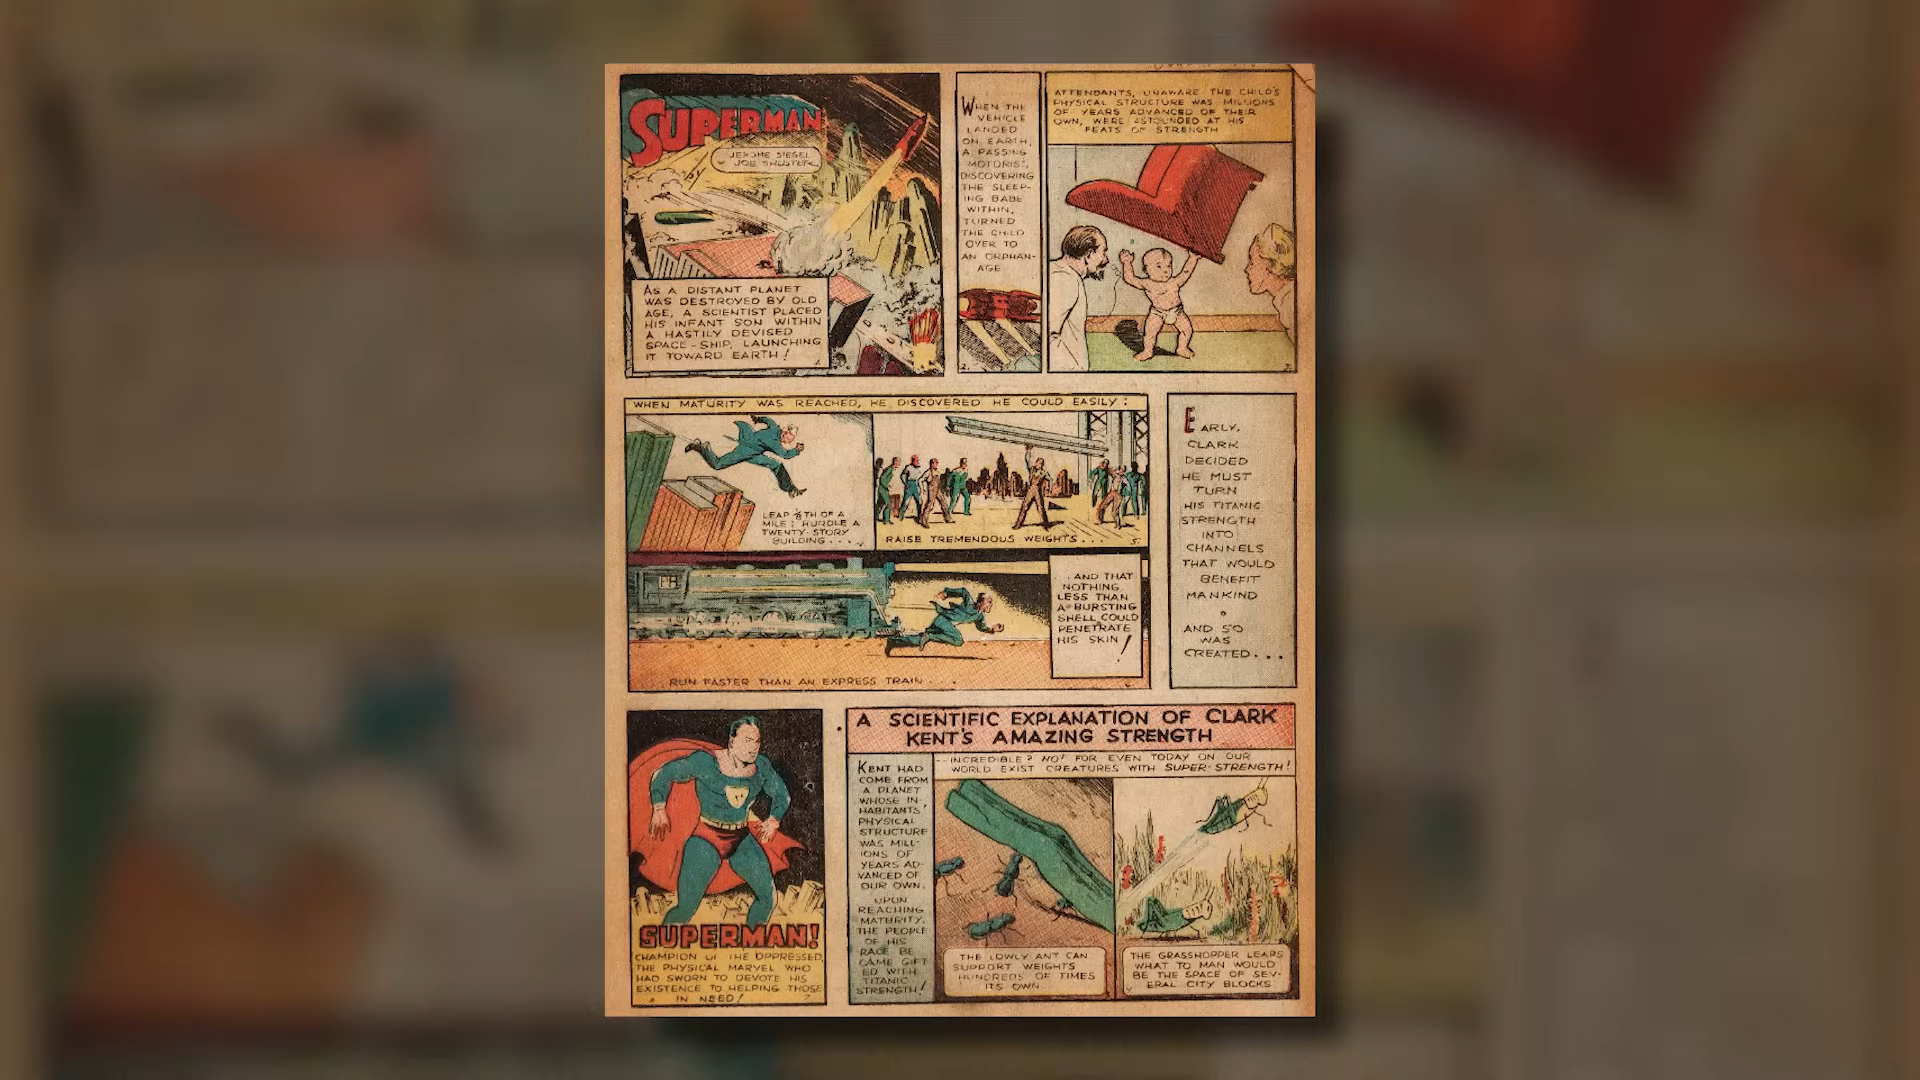 SUPERMAN
JEROME SIEGEL
JOE SHUSTER
AS A DISTANT PLANET
WAS DESTROYED BY OLD
AGE, A SCIENTIST PLACED
HIS INFANT SON WITHIN
A HASTILY DEVISED
SPACE-SHIP, LAUNCHING
IT TOWARD EARTH!
WHEN THE
VEHICLE
LANDED
ON EARTH,
A PASSING
MOTORIST,
DISCOVERING
THE SLEEP-
ING BABE
WITHIN,
TURNED
THE CHILD
OVER TO
AN ORPHAN-
AGE
2.
ATTENDANTS, UNAWARE THE CHILD'S
PHYSICAL STRUCTURE WAS MILLIONS
OF YEARS ADVANCED OF THEIR
OWN, WERE ASTOUNDED AT HIS
FEATS OF STRENGTH
WHEN MATURITY WAS REACHED, HE DISCOVERED HE COULD EASILY:
LEAP 1/8TH OF A
MILE; HURDLE A
TWENTY-STORY
BUILDING....
RAISE TREMENDOUS WEIGHTS...
5.
RUN FASTER THAN AN EXPRESS TRAIN...
...AND THAT
NOTHING
LESS THAN
A BURSTING
SHELL COULD
PENETRATE
HIS SKIN!
EARLY,
CLARK
DECIDED
HE MUST
TURN
HIS TITANIC
STRENGTH
INTO
CHANNELS
THAT WOULD
BENEFIT
MANKIND
AND SO
WAS
CREATED...
SUPERMAN!
CHAMPION OF THE OPPRESSED,
THE PHYSICAL MARVEL WHO
HAD SWORN TO DEVOTE HIS
EXISTENCE TO HELPING THOSE
IN NEED!
A SCIENTIFIC EXPLANATION OF CLARK
KENT'S AMAZING STRENGTH
KENT HAD
COME FROM
A PLANET
WHOSE IN-
HABITANTS'
PHYSICAL
STRUCTURE
WAS MILL-
IONS OF
YEARS AD-
VANCED OF
OUR OWN.
UPON
REACHING
MATURITY,
THE PEOPLE
OF HIS
RACE BE
CAME GIFT
ED WITH
TITANIC
STRENGTH!
--INCREDIBLE? NO! FOR EVEN TODAY ON OUR
WORLD EXIST CREATURES WITH SUPER-STRENGTH!
THE LOWLY ANT CAN
SUPPORT WEIGHTS
HUNDREDS OF TIMES
ITS OWN.
THE GRASSHOPPER LEAPS
WHAT TO MAN WOULD
BE THE SPACE OF SEV-
ERAL CITY BLOCKS